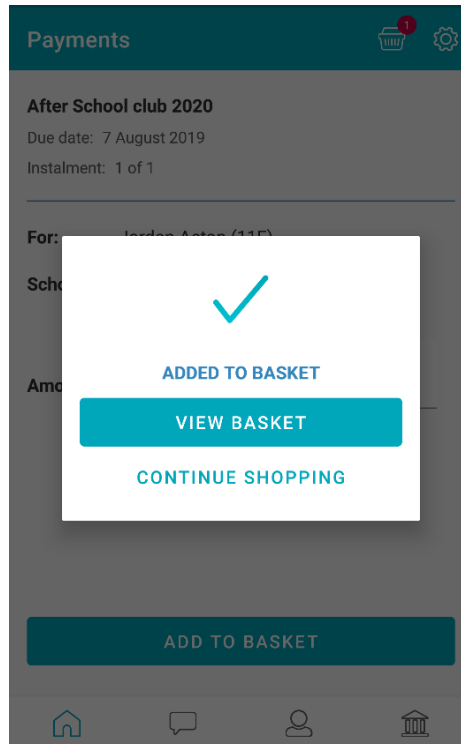 Payments
1
After School club 2020
Due date: 7 August 2019
Instalment: 1 of 1
For:
ADDED TO BASKET
VIEW BASKET
CONTINUE SHOPPING
ADD TO BASKET